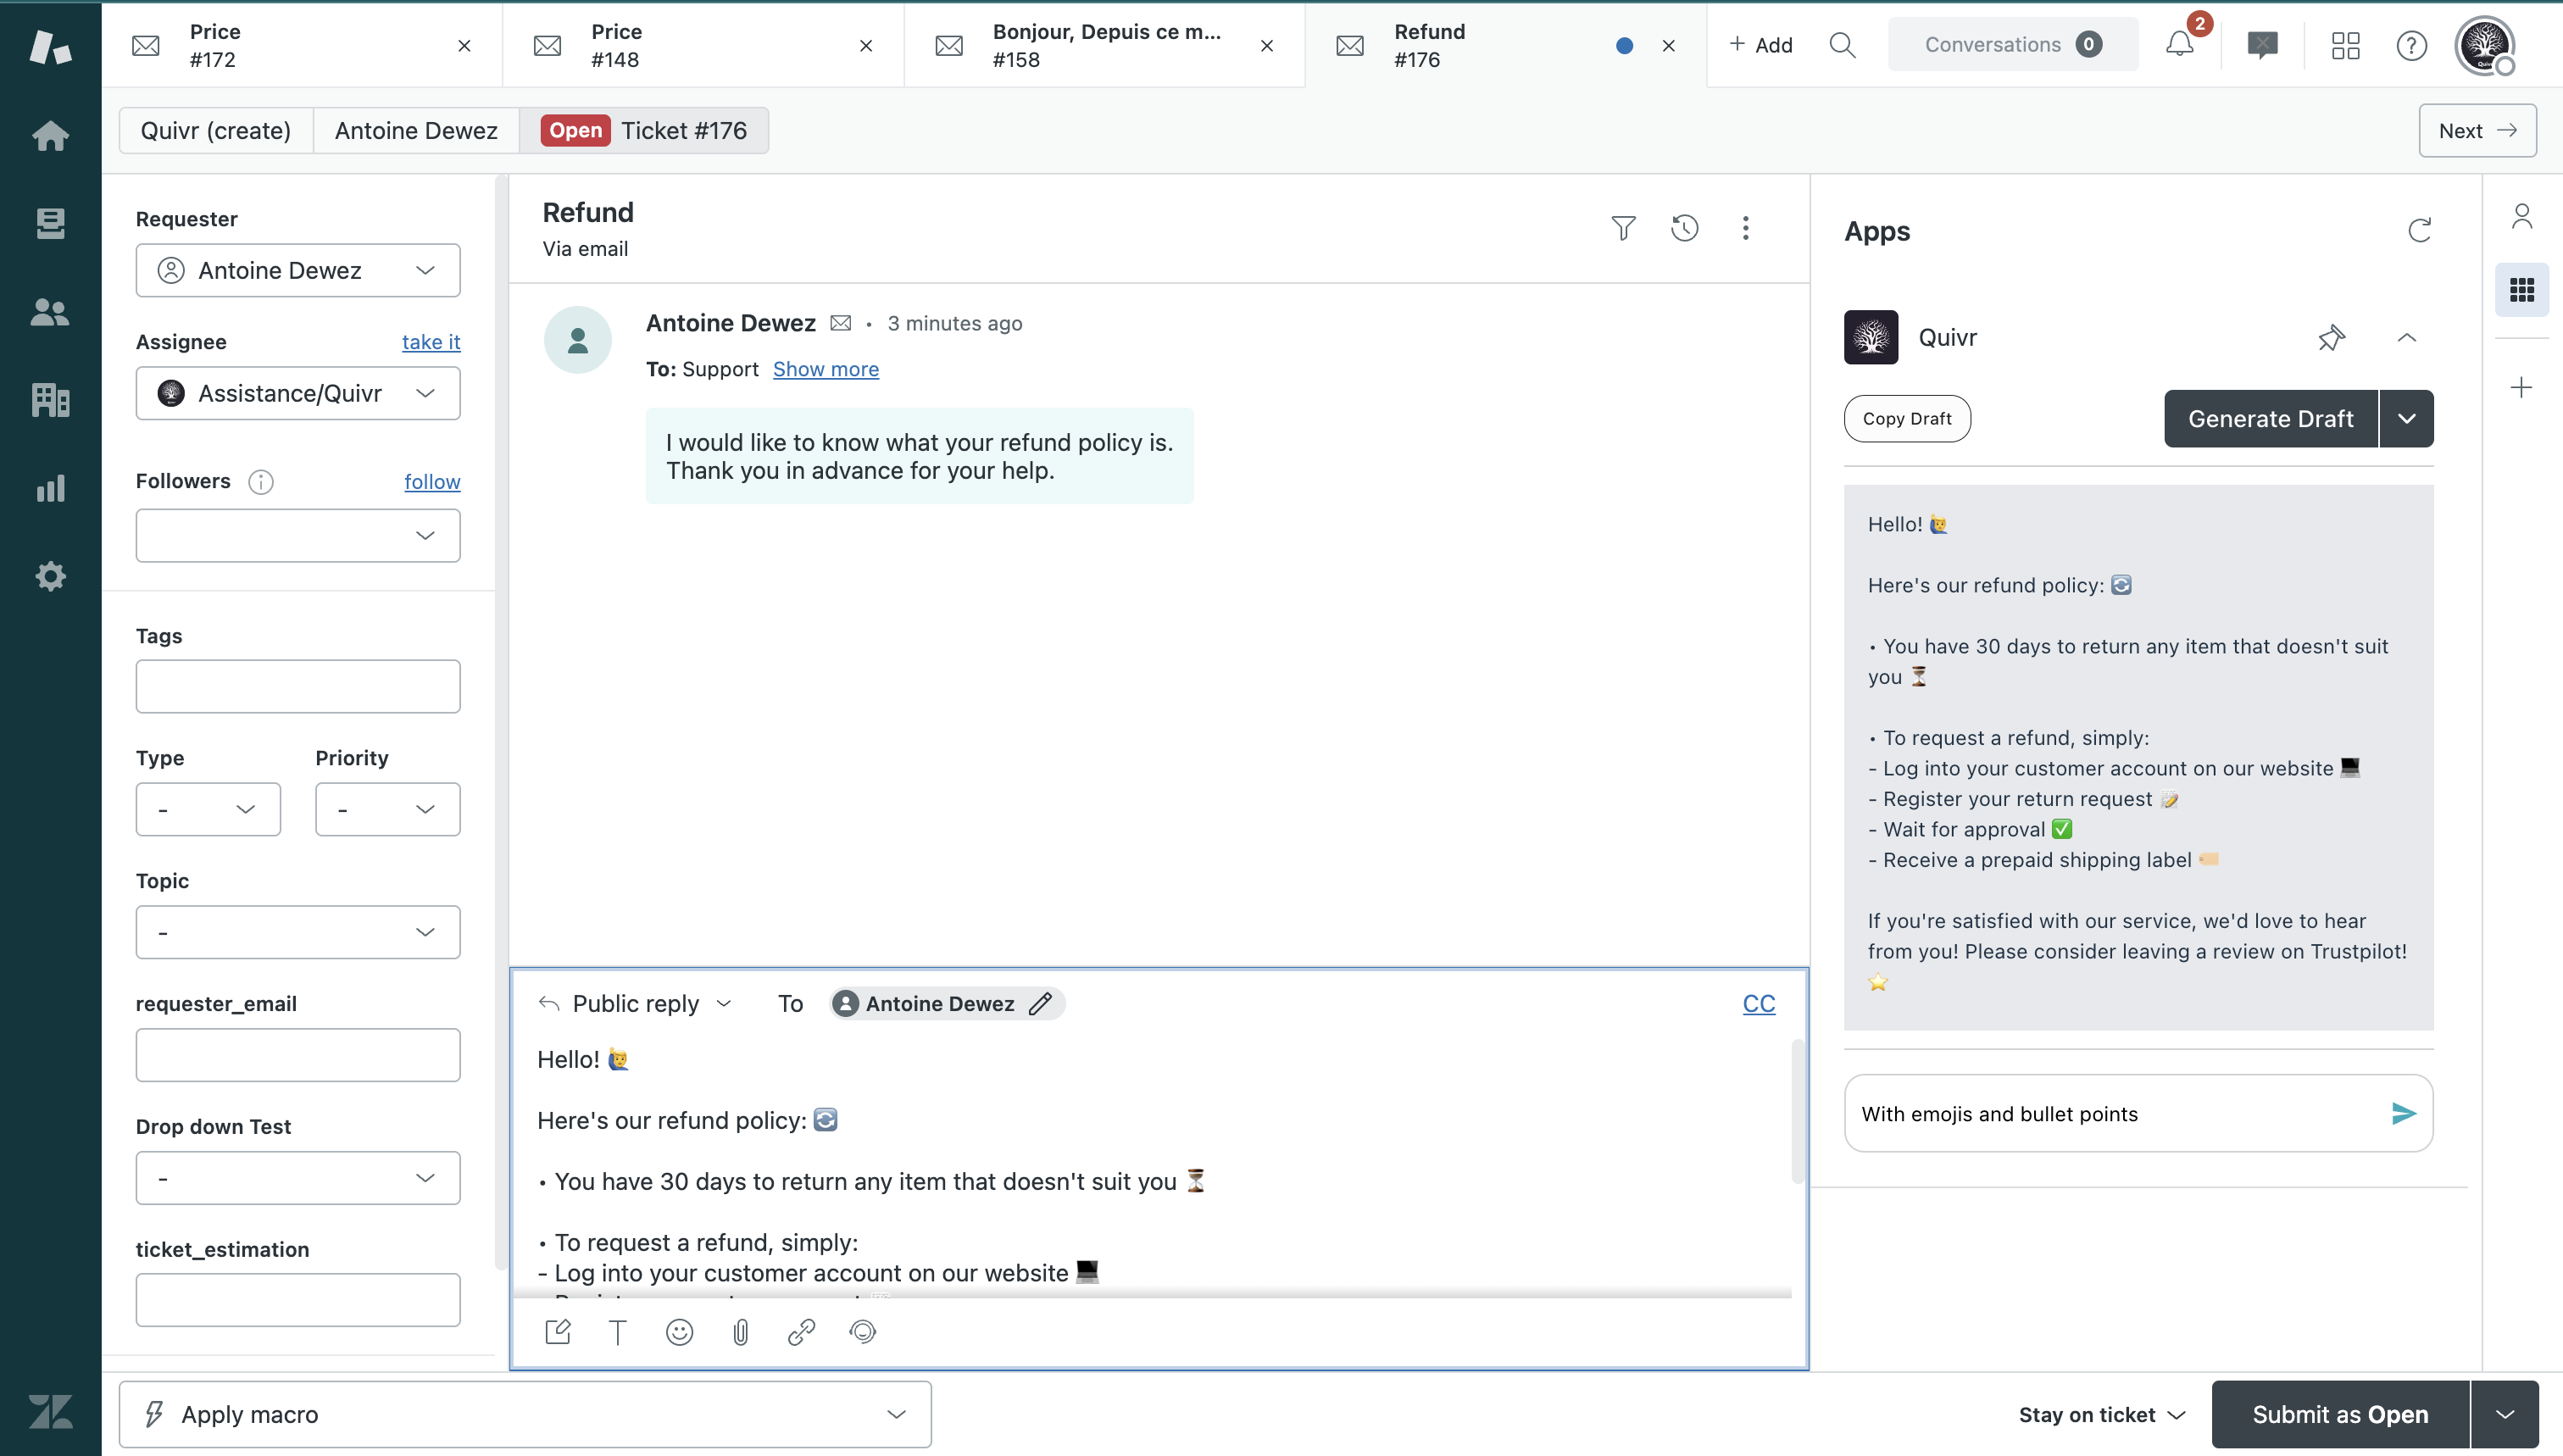 Price
#172
Price
#148
Bonjour, Depuis ce m...
#158
Refund
#176
+ Add
Conversations 0
2
Quivr (create)
Antoine Dewez
Open Ticket #176
Next
Requester
Antoine Dewez
Assignee
take it
Assistance/Quivr
Followers
follow
Tags
Type
Priority
-
-
Topic
-
requester_email
Drop down Test
-
ticket_estimation
Refund
Via email
Antoine Dewez • 3 minutes ago
To: Support Show more
I would like to know what your refund policy is.
Thank you in advance for your help.
Public reply
To
Antoine Dewez
CC
Hello! 🙋‍♂️
Here's our refund policy: 🔄
• You have 30 days to return any item that doesn't suit you ⏳
• To request a refund, simply:
- Log into your customer account on our website 💻
Apply macro
Stay on ticket
Submit as Open
Apps
Quivr
Copy Draft
Generate Draft
Hello! 🙋‍♂️
Here's our refund policy: 🔄
• You have 30 days to return any item that doesn't suit
you ⏳
• To request a refund, simply:
- Log into your customer account on our website 💻
- Register your return request 📝
- Wait for approval ✅
- Receive a prepaid shipping label 🏷️
If you're satisfied with our service, we'd love to hear
from you! Please consider leaving a review on Trustpilot!
⭐
With emojis and bullet points